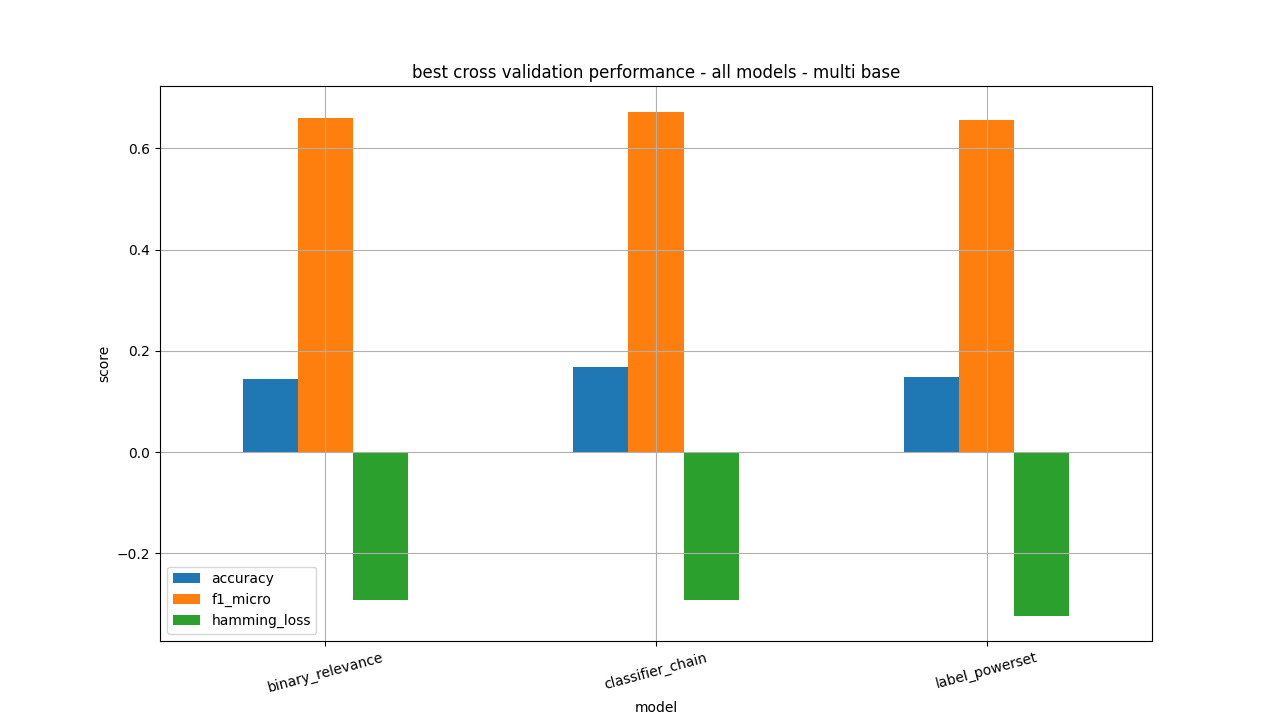 best cross validation performance - all models - multi base
0.6
0.4
0.2
0.0
−0.2
score
accuracy
f1_micro
hamming_loss
binary_relevance
classifier_chain
label_powerset
model